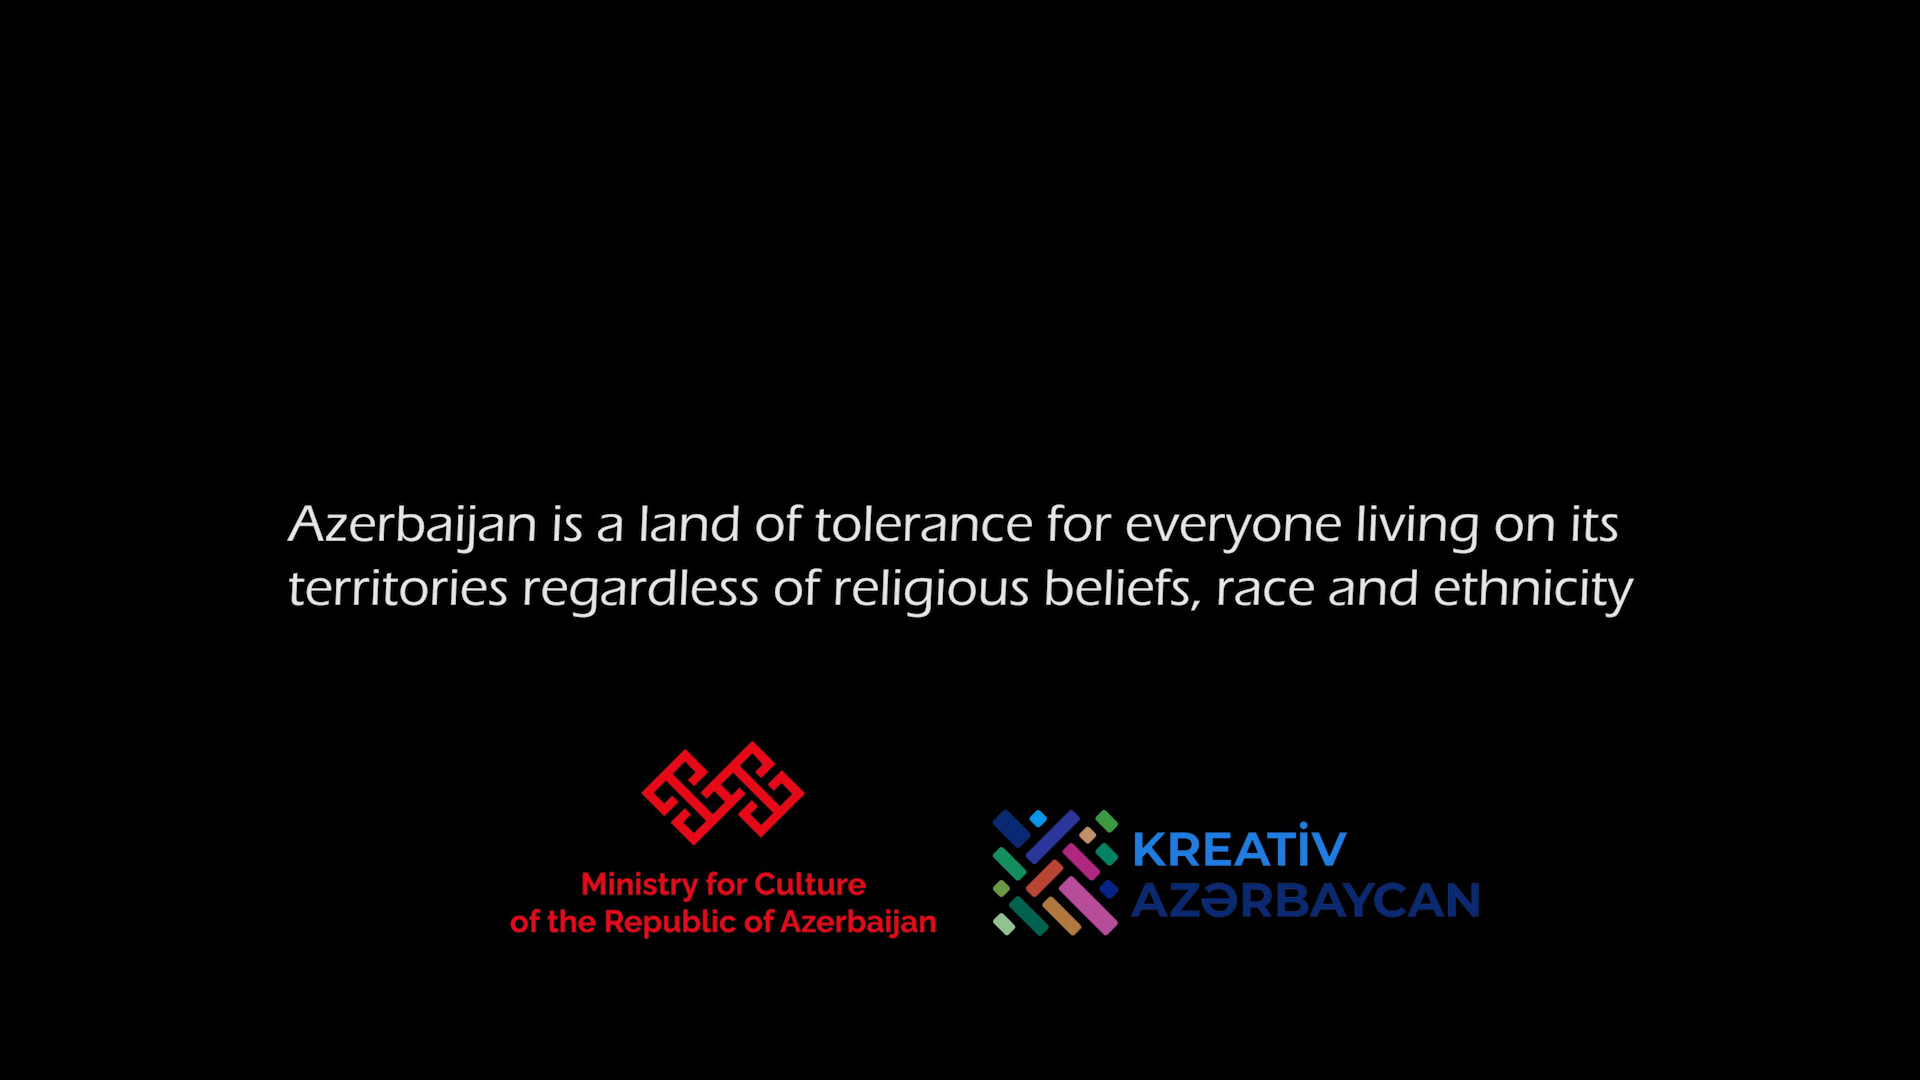 Azerbaijan is a land of tolerance for everyone living on its
territories regardless of religious beliefs, race and ethnicity
Ministry for Culture
of the Republic of Azerbaijan
KREATİV
AZƏRBAYCAN